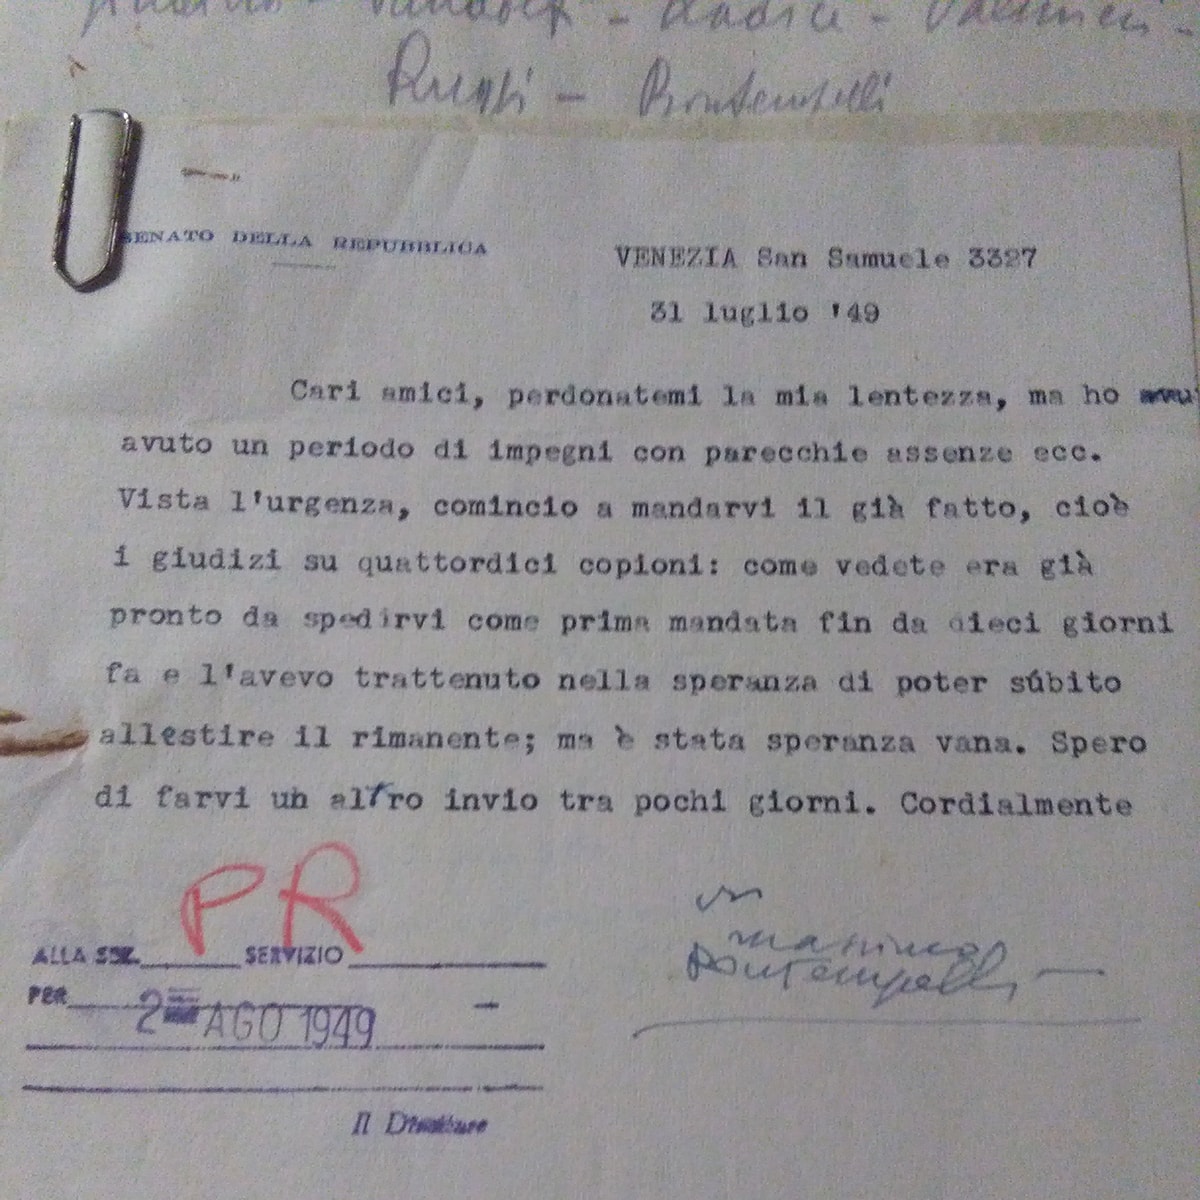 Ruggi - Bontempelli
SENATO DELLA REPUBBLICA
VENEZIA San Samuele 3327
31 luglio '49
Cari amici, perdonatemi la mia lentezza, ma ho
avuto un periodo di impegni con parecchie assenze ecc.
Vista l'urgenza, comincio a mandarvi il già fatto, cioè
i giudizi su quattordici copioni: come vedete era già
pronto da spedirvi come prima mandata fin da dieci giorni
fa e l'avevo trattenuto nella speranza di poter súbito
allestire il rimanente; ma è stata speranza vana. Spero
di farvi un altro invio tra pochi giorni. Cordialmente
PR
Massimo
Bontempelli
ALLA SEZ. SERVIZIO
PER
2 AGO 1949
Il Direttore